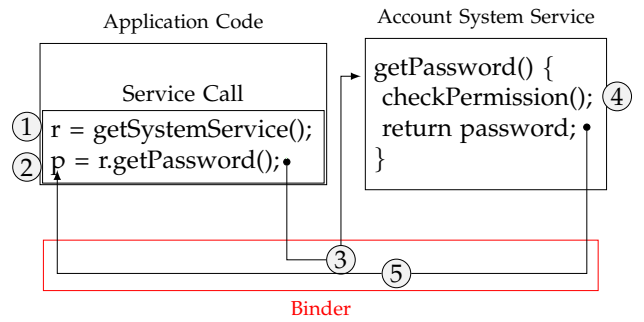 Application Code
Account System Service
Service Call
① r = getSystemService();
② p = r.getPassword();
getPassword() {
checkPermission(); ④
return password;
}
③
⑤
Binder